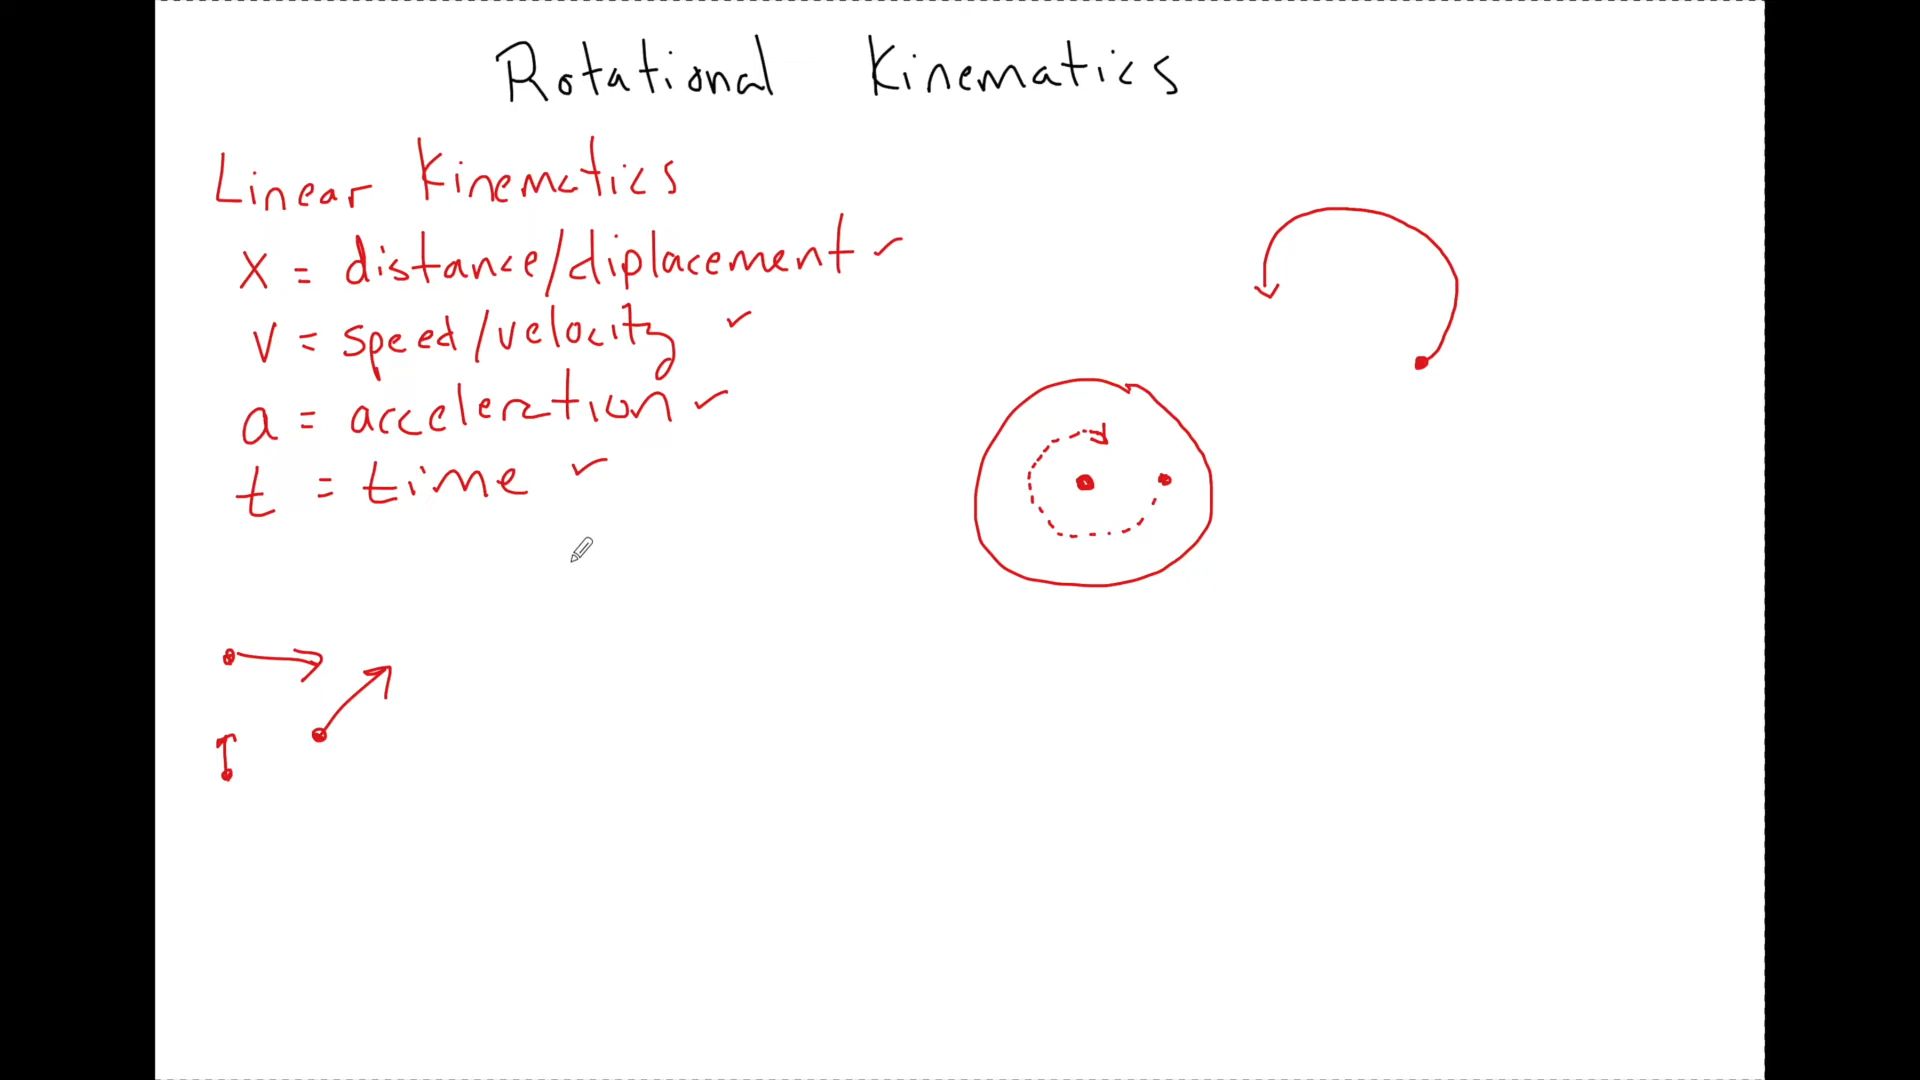 Rotational Kinematics
Linear Kinematics
x = distance/diplacement ✓
v = speed/velocity ✓
a = acceleration ✓
t = time ✓